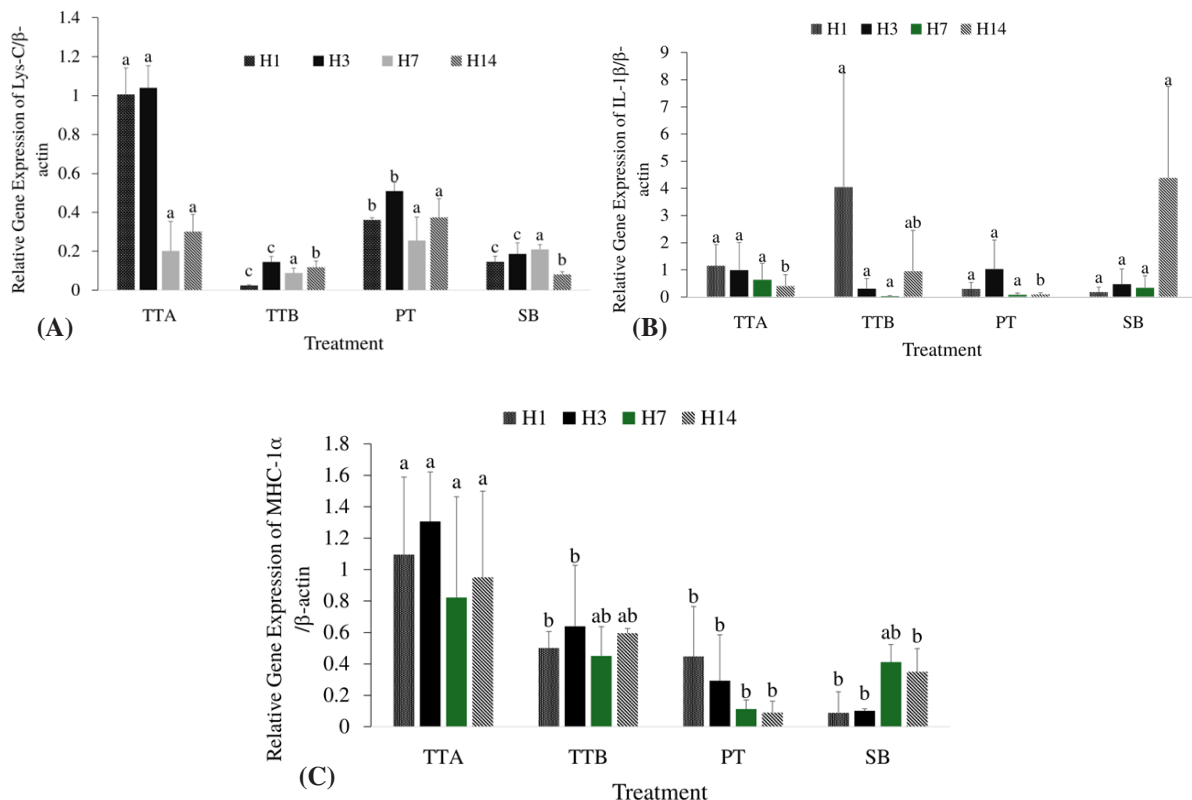 Relative Gene Expression of Lys-C/β-
actin
1.4
1.2
1
0.8
0.6
0.4
0.2
0
H1 H3 H7 H14
a a a a
c c a b
b b a a
c c a b
TTA TTB PT SB
Treatment
(A)
H1 H3 H7 H14
Relative Gene Expression of IL-1β/β-
actin
9
8
7
6
5
4
3
2
1
0
a a a b
a a a ab
a a a b
a a a a
TTA TTB PT SB
Treatment
(B)
H1 H3 H7 H14
Relative Gene Expression of MHC-1α
/β-actin
1.8
1.6
1.4
1.2
1
0.8
0.6
0.4
0.2
0
a a a a
b b ab ab
b b b b
b b ab b
TTA TTB PT SB
Treatment
(C)